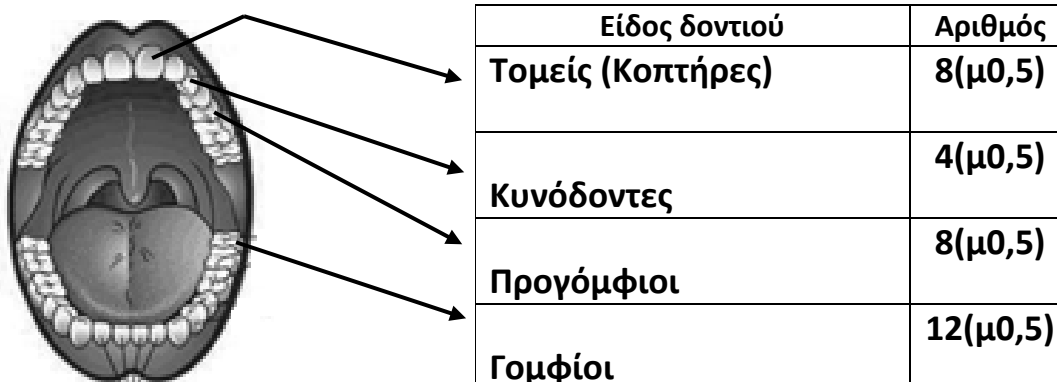 Είδος δοντιού Αριθμός
Τομείς (Κοπτήρες) 8(μ0,5)
Κυνόδοντες 4(μ0,5)
Προγόμφιοι 8(μ0,5)
Γομφίοι 12(μ0,5)